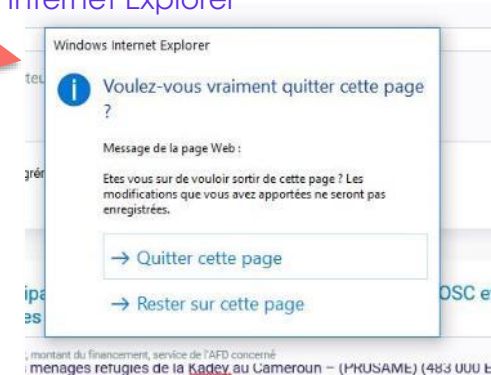 Internet Explorer
Windows Internet Explorer
Voulez-vous vraiment quitter cette page
?
Message de la page Web :
Etes vous sur de vouloir sortir de cette page ? Les
modifications que vous avez apportées ne seront pas
enregistrées.
→ Quitter cette page
→ Rester sur cette page
OSC et
es
, montant du financement, service de l'AFD concerné
menages refugies de la Kadey au Cameroun – (PRUSAME) (483 000 E